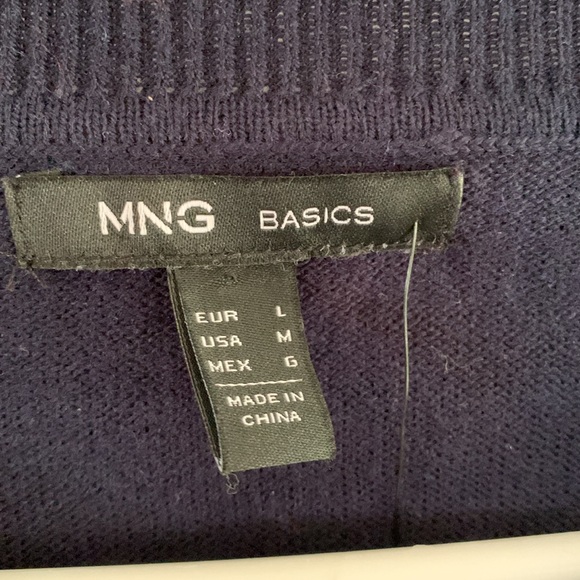 MNG BASICS
EUR L
USA M
MEX G
MADE IN
CHINA